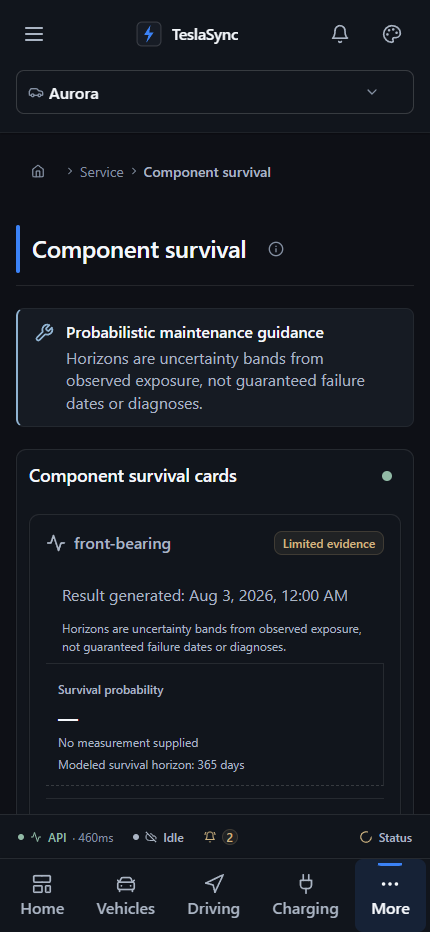 TeslaSync
Aurora
Service
Component survival
Component survival
Probabilistic maintenance guidance
Horizons are uncertainty bands from
observed exposure, not guaranteed failure
dates or diagnoses.
Component survival cards
front-bearing
Limited evidence
Result generated: Aug 3, 2026, 12:00 AM
Horizons are uncertainty bands from observed exposure,
not guaranteed failure dates or diagnoses.
Survival probability
—
No measurement supplied
Modeled survival horizon: 365 days
API · 460ms
Idle
2
Status
Home
Vehicles
Driving
Charging
More